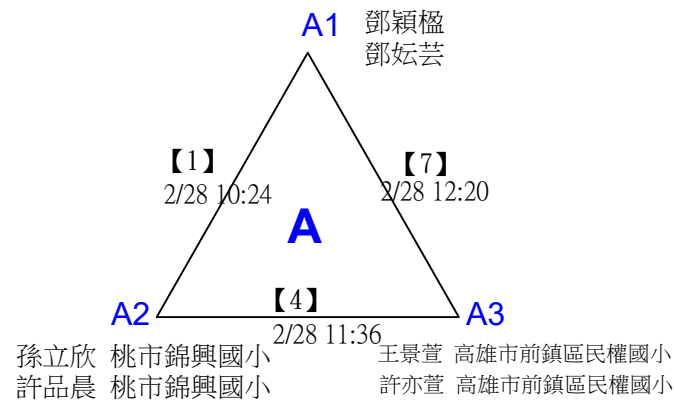 A1
鄧穎楹
鄧妘芸
【1】
2/28 10:24
【7】
2/28 12:20
A
A2
【4】
2/28 11:36
A3
孫立欣 桃市錦興國小
許品晨 桃市錦興國小
王景萱 高雄市前鎮區民權國小
許亦萱 高雄市前鎮區民權國小